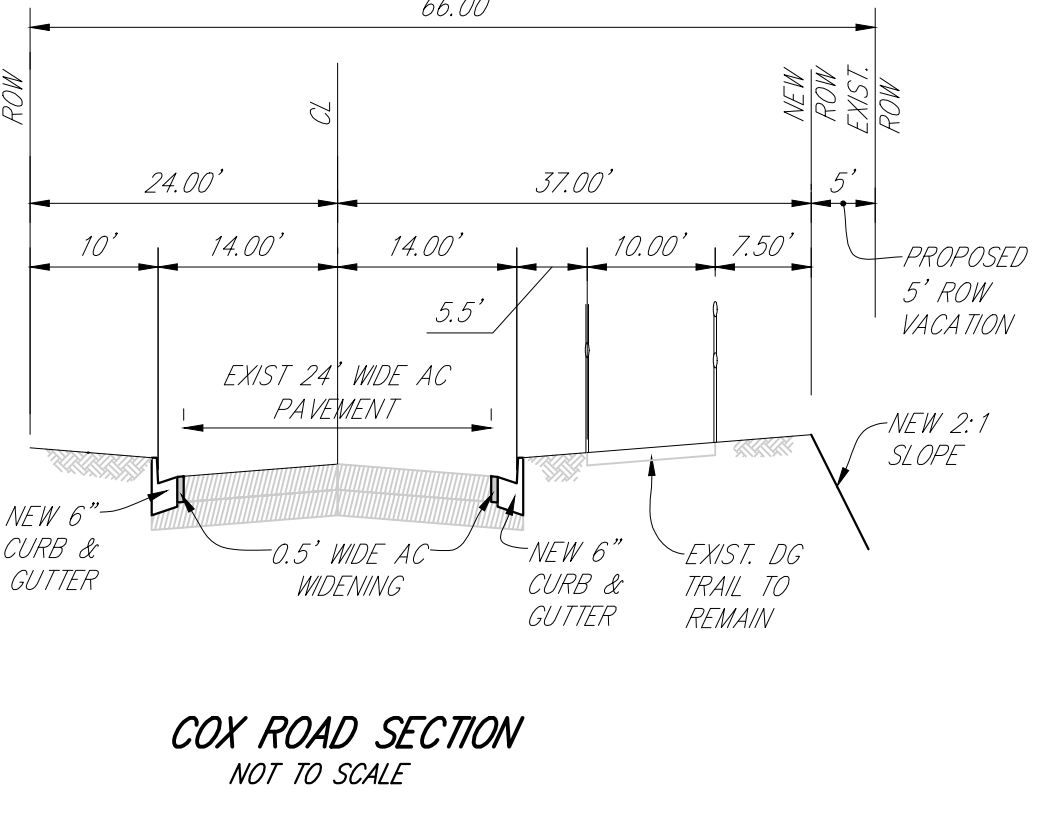 66.00'
ROW
CL
NEW
ROW
EXIST.
ROW
24.00'
37.00'
5'
10'
14.00'
14.00'
10.00'
7.50'
5.5'
PROPOSED
5' ROW
VACATION
EXIST 24' WIDE AC
PAVEMENT
NEW 2:1
SLOPE
NEW 6"
CURB &
GUTTER
0.5' WIDE AC
WIDENING
NEW 6"
CURB &
GUTTER
EXIST. DG
TRAIL TO
REMAIN
COX ROAD SECTION
NOT TO SCALE